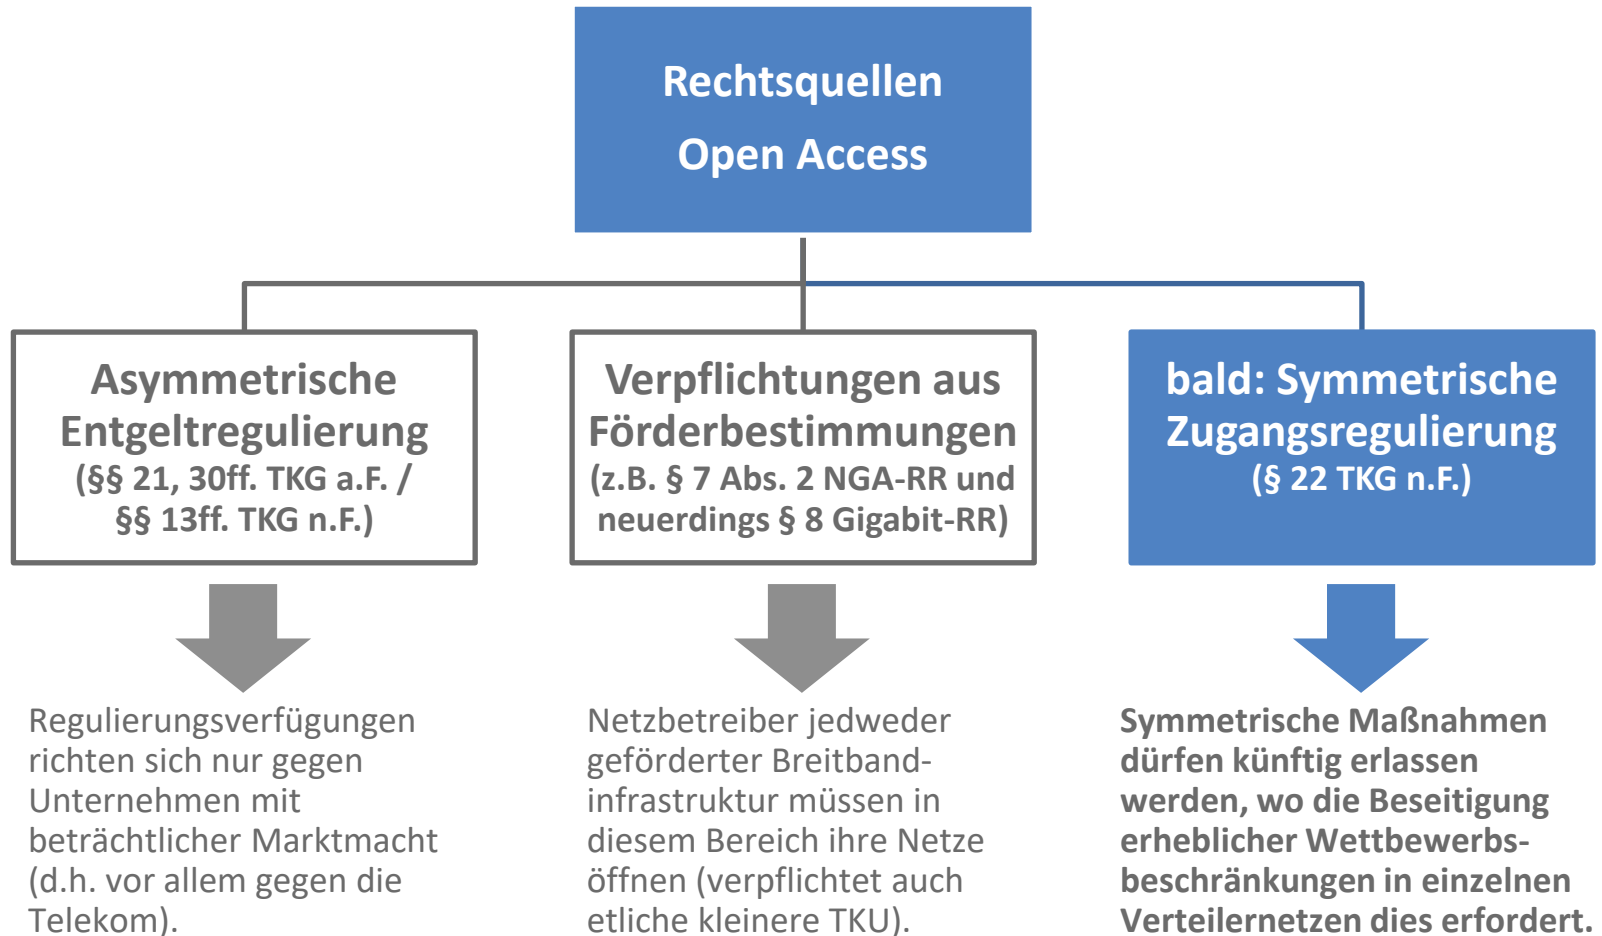 Rechtsquellen
Open Access
Asymmetrische
Entgeltregulierung
(§§ 21, 30ff. TKG a.F. /
§§ 13ff. TKG n.F.)
Verpflichtungen aus
Förderbestimmungen
(z.B. § 7 Abs. 2 NGA-RR und
neuerdings § 8 Gigabit-RR)
bald: Symmetrische
Zugangsregulierung
(§ 22 TKG n.F.)
Regulierungsverfügungen
richten sich nur gegen
Unternehmen mit
beträchtlicher Marktmacht
(d.h. vor allem gegen die
Telekom).
Netzbetreiber jedweder
geförderter Breitband-
infrastruktur müssen in
diesem Bereich ihre Netze
öffnen (verpflichtet auch
etliche kleinere TKU).
Symmetrische Maßnahmen
dürfen künftig erlassen
werden, wo die Beseitigung
erheblicher Wettbewerbs-
beschränkungen in einzelnen
Verteilernetzen dies erfordert.